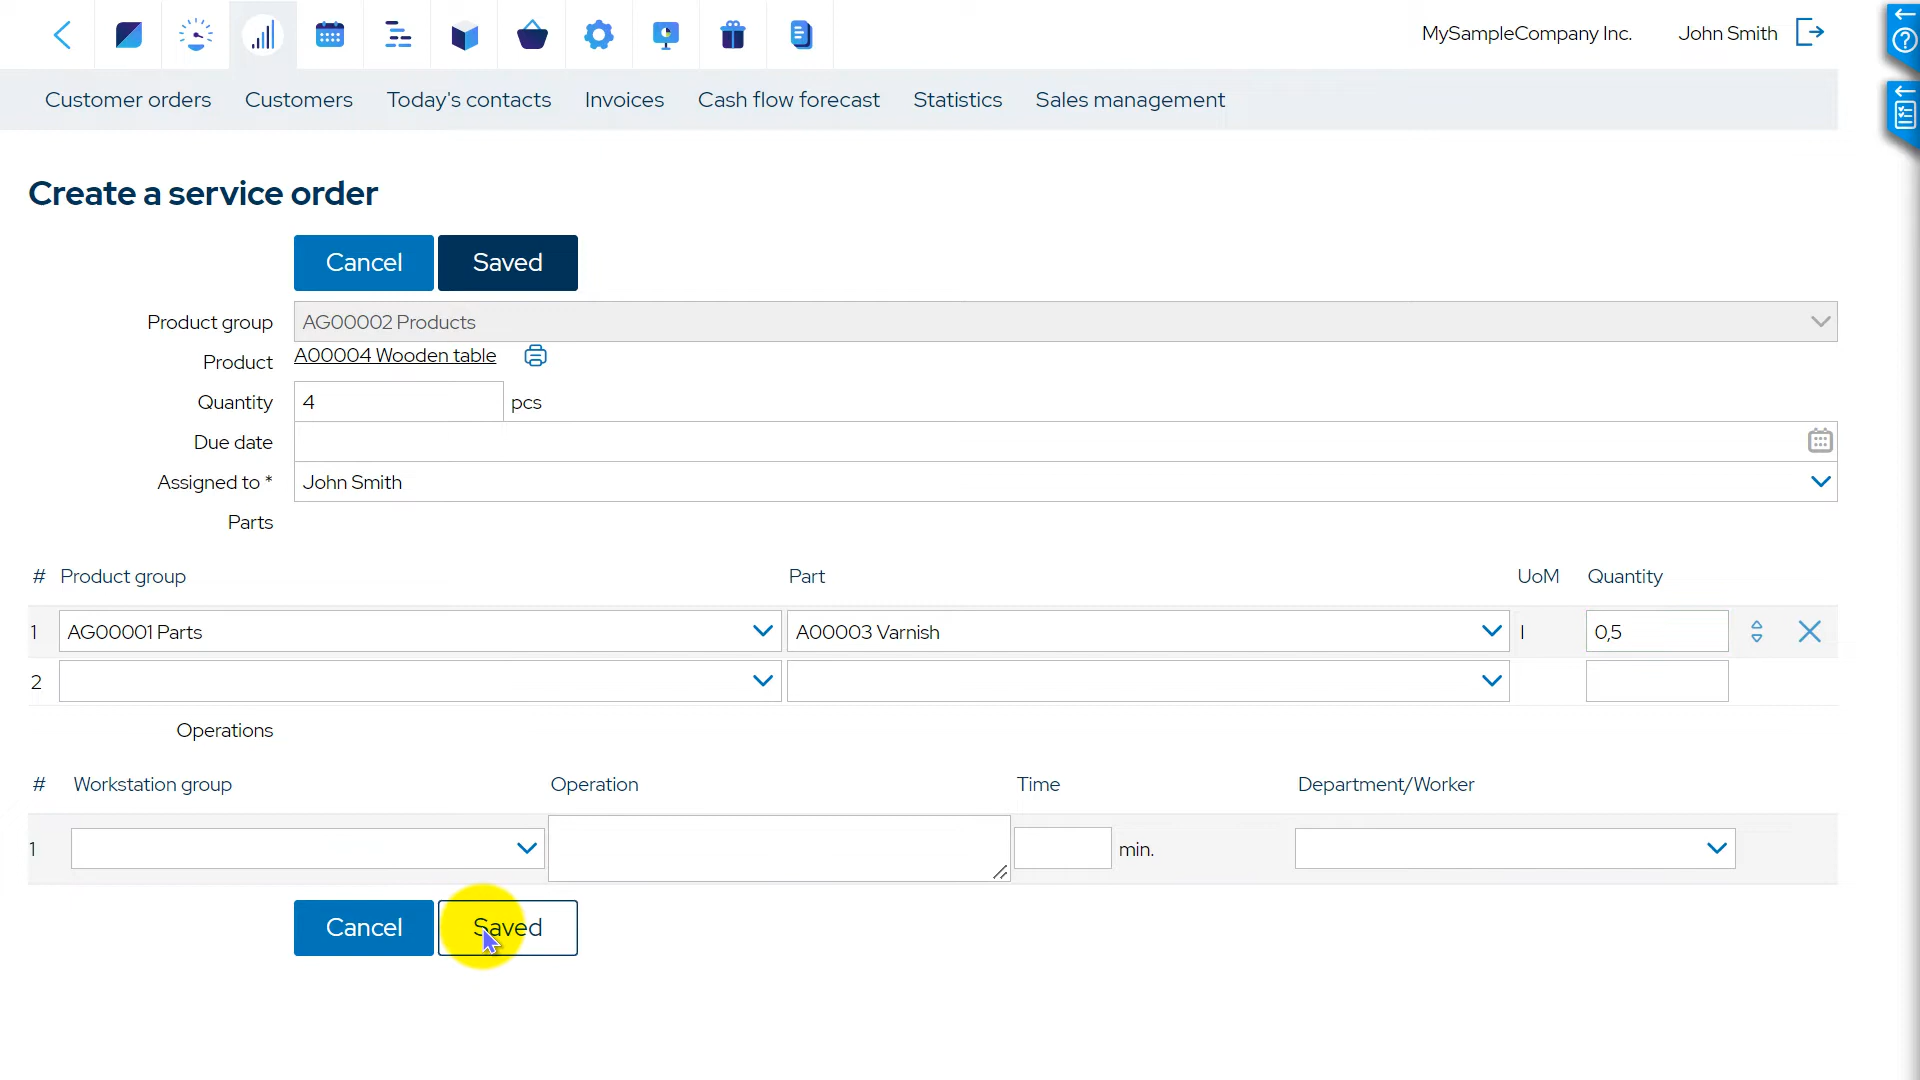 MySampleCompany Inc. John Smith
Customer orders Customers Today's contacts Invoices Cash flow forecast Statistics Sales management
Create a service order
Cancel Saved
Product group AG00002 Products
Product A00004 Wooden table
Quantity 4 pcs
Due date
Assigned to * John Smith
Parts
# Product group Part UoM Quantity
1 AG00001 Parts A00003 Varnish l 0,5
2
Operations
# Workstation group Operation Time Department/Worker
1 min.
Cancel Saved